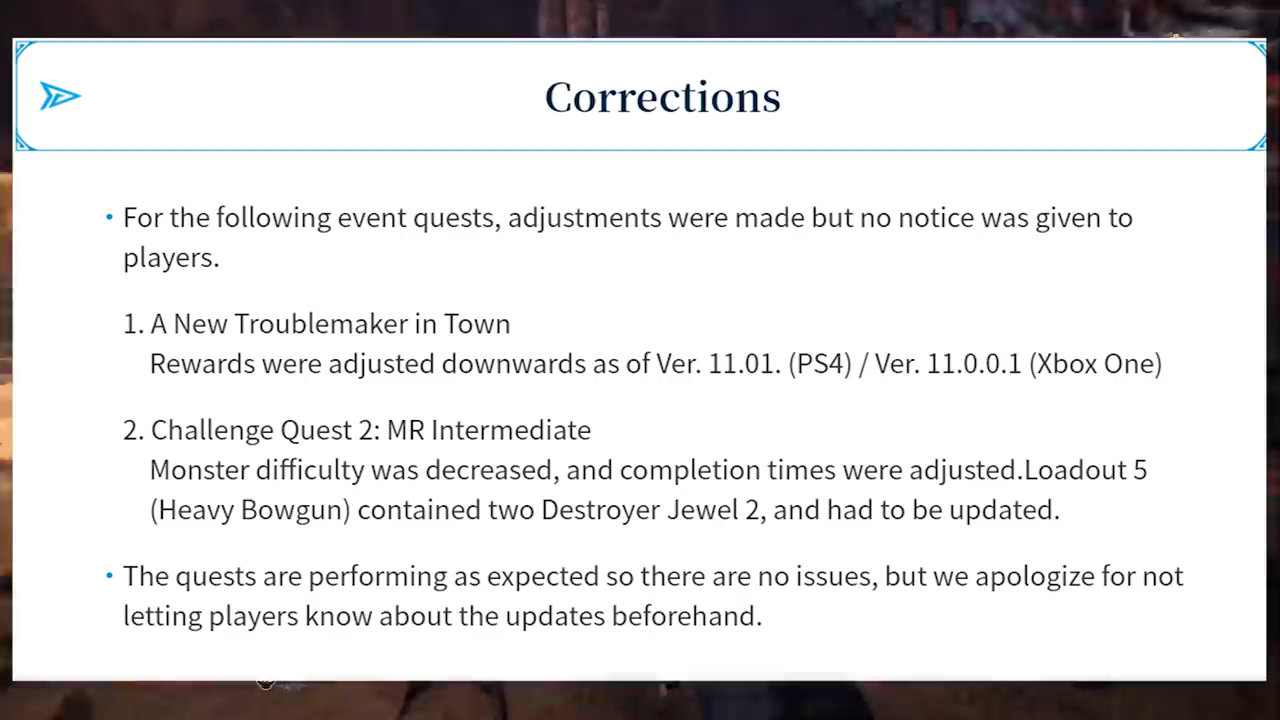 Corrections
• For the following event quests, adjustments were made but no notice was given to
players.
1. A New Troublemaker in Town
Rewards were adjusted downwards as of Ver. 11.01. (PS4) / Ver. 11.0.0.1 (Xbox One)
2. Challenge Quest 2: MR Intermediate
Monster difficulty was decreased, and completion times were adjusted.Loadout 5
(Heavy Bowgun) contained two Destroyer Jewel 2, and had to be updated.
• The quests are performing as expected so there are no issues, but we apologize for not
letting players know about the updates beforehand.